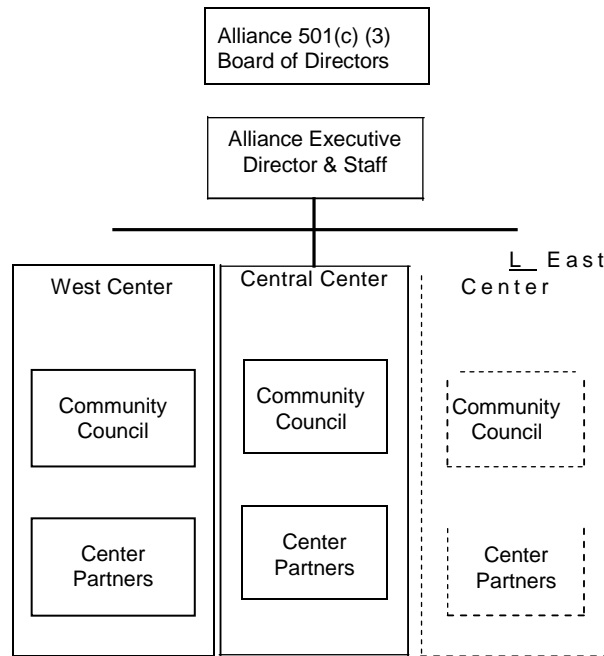 Alliance 501(c) (3)
Board of Directors
Alliance Executive
Director & Staff
West Center
Community
Council
Center
Partners
Central Center
Community
Council
Center
Partners
L East
Center
Community
Council
Center
Partners